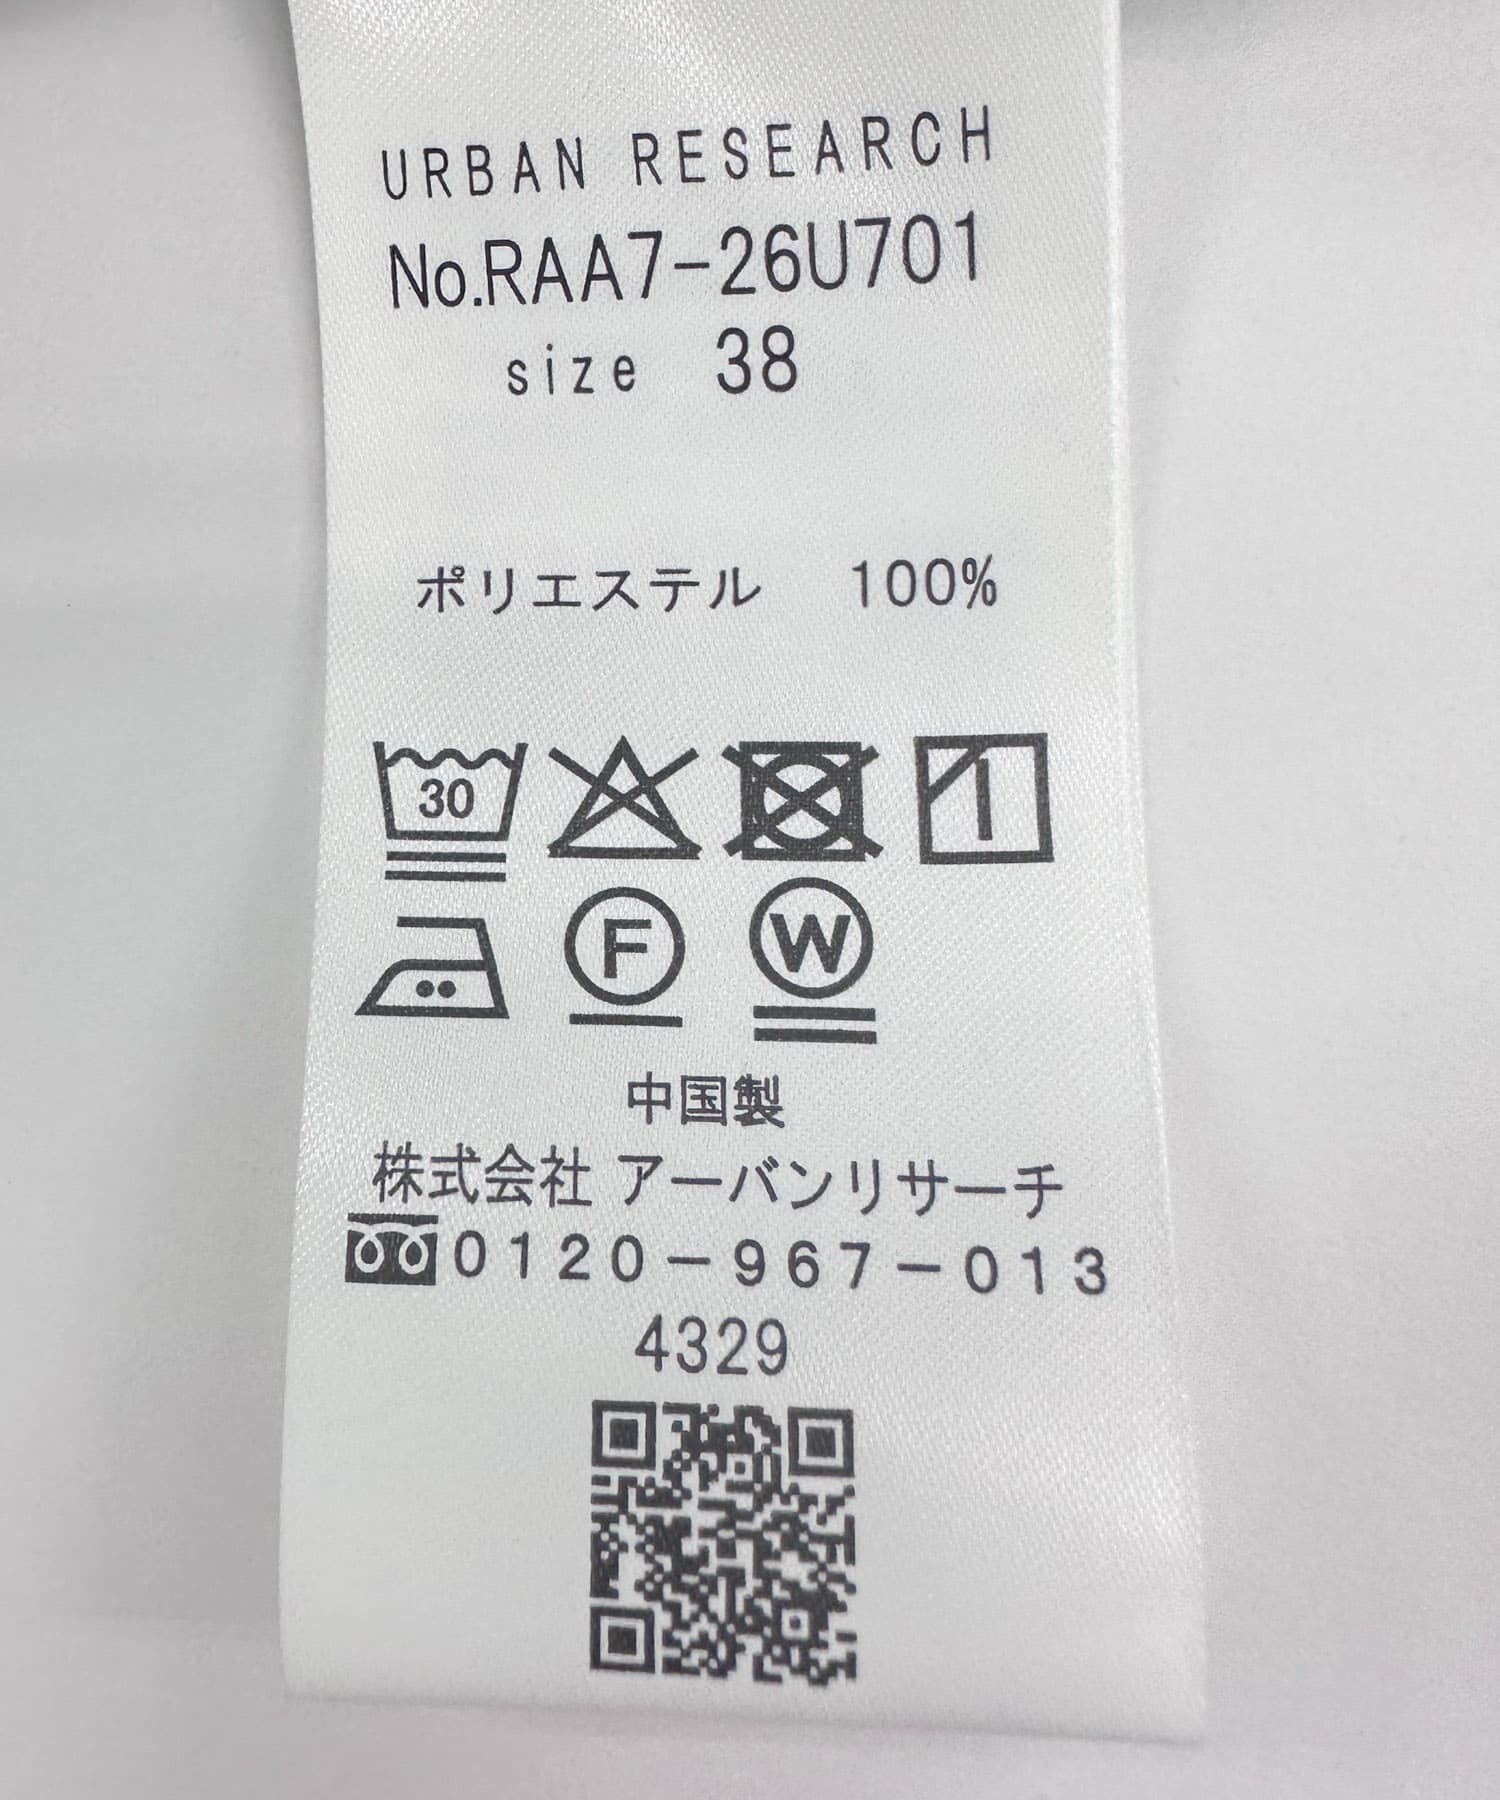 URBAN RESEARCH
No.RAA7-26U701
size 38
ポリエステル 100%
30
F W
中国製
株式会社 アーバンリサーチ
0120-967-013
4329